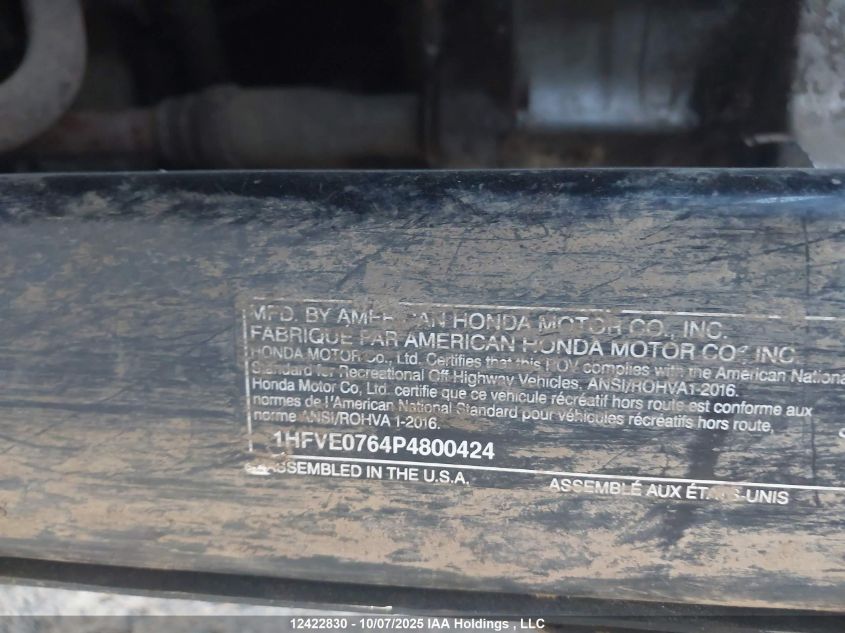 MFD. BY AMERICAN HONDA MOTOR CO., INC.
FABRIQUE PAR AMERICAN HONDA MOTOR CO., INC.
HONDA MOTOR Co., Ltd. Certifies that this ROV complies with the American National
Standard for Recreational Off-Highway Vehicles, ANSI/ROHVA1-2016.
Honda Motor Co, Ltd. certifie que ce véhicule récréatif hors route est conforme aux
normes de l'American National Standard pour véhicules récréatifs hors route,
norme ANSI/ROHVA 1-2016.
1HFVE0764P4800424
ASSEMBLED IN THE U.S.A. ASSEMBLÉ AUX ÉTATS-UNIS
12422830 - 10/07/2025 IAA Holdings , LLC